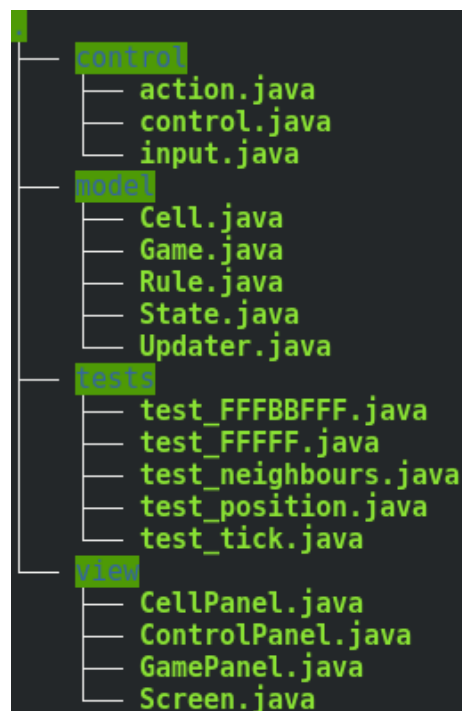 .
control
action.java
control.java
input.java
model
Cell.java
Game.java
Rule.java
State.java
Updater.java
tests
test_FFFBBFFF.java
test_FFFFF.java
test_neighbours.java
test_position.java
test_tick.java
view
CellPanel.java
ControlPanel.java
GamePanel.java
Screen.java